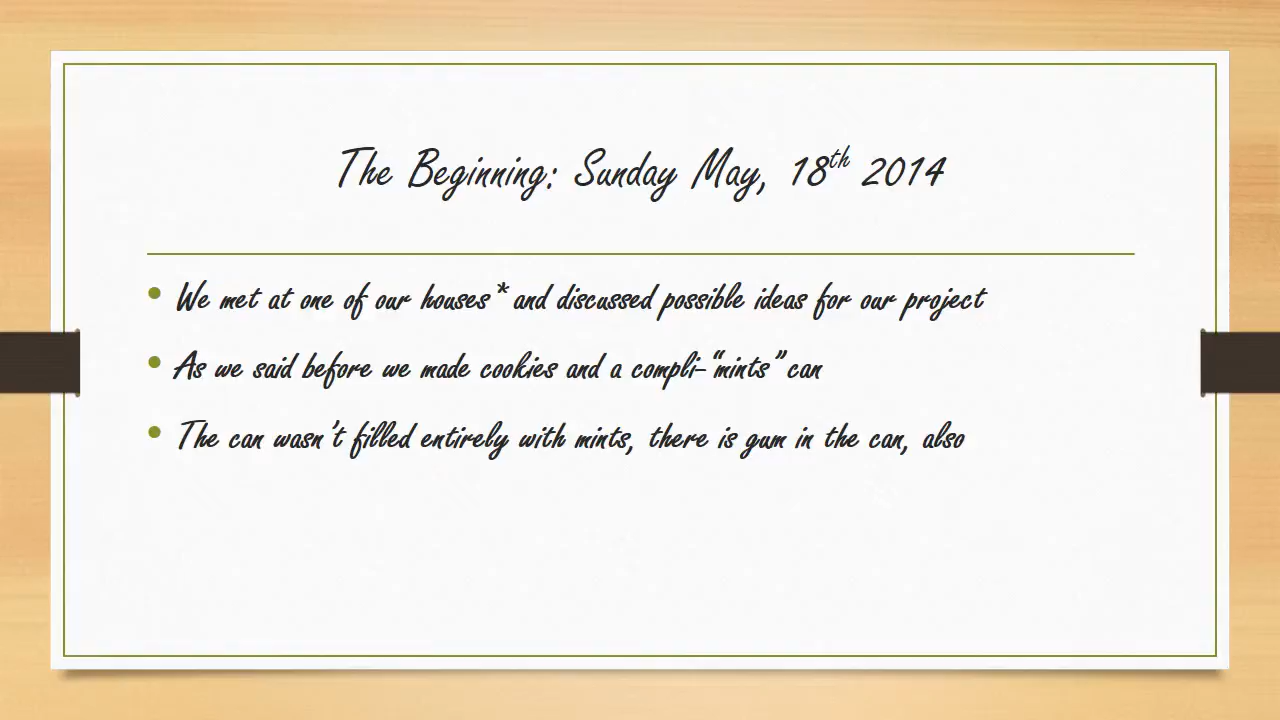 The Beginning: Sunday May, 18th 2014
• We met at one of our houses* and discussed possible ideas for our project
• As we said before we made cookies and a compli-“mints” can
• The can wasn’t filled entirely with mints, there is gum in the can, also